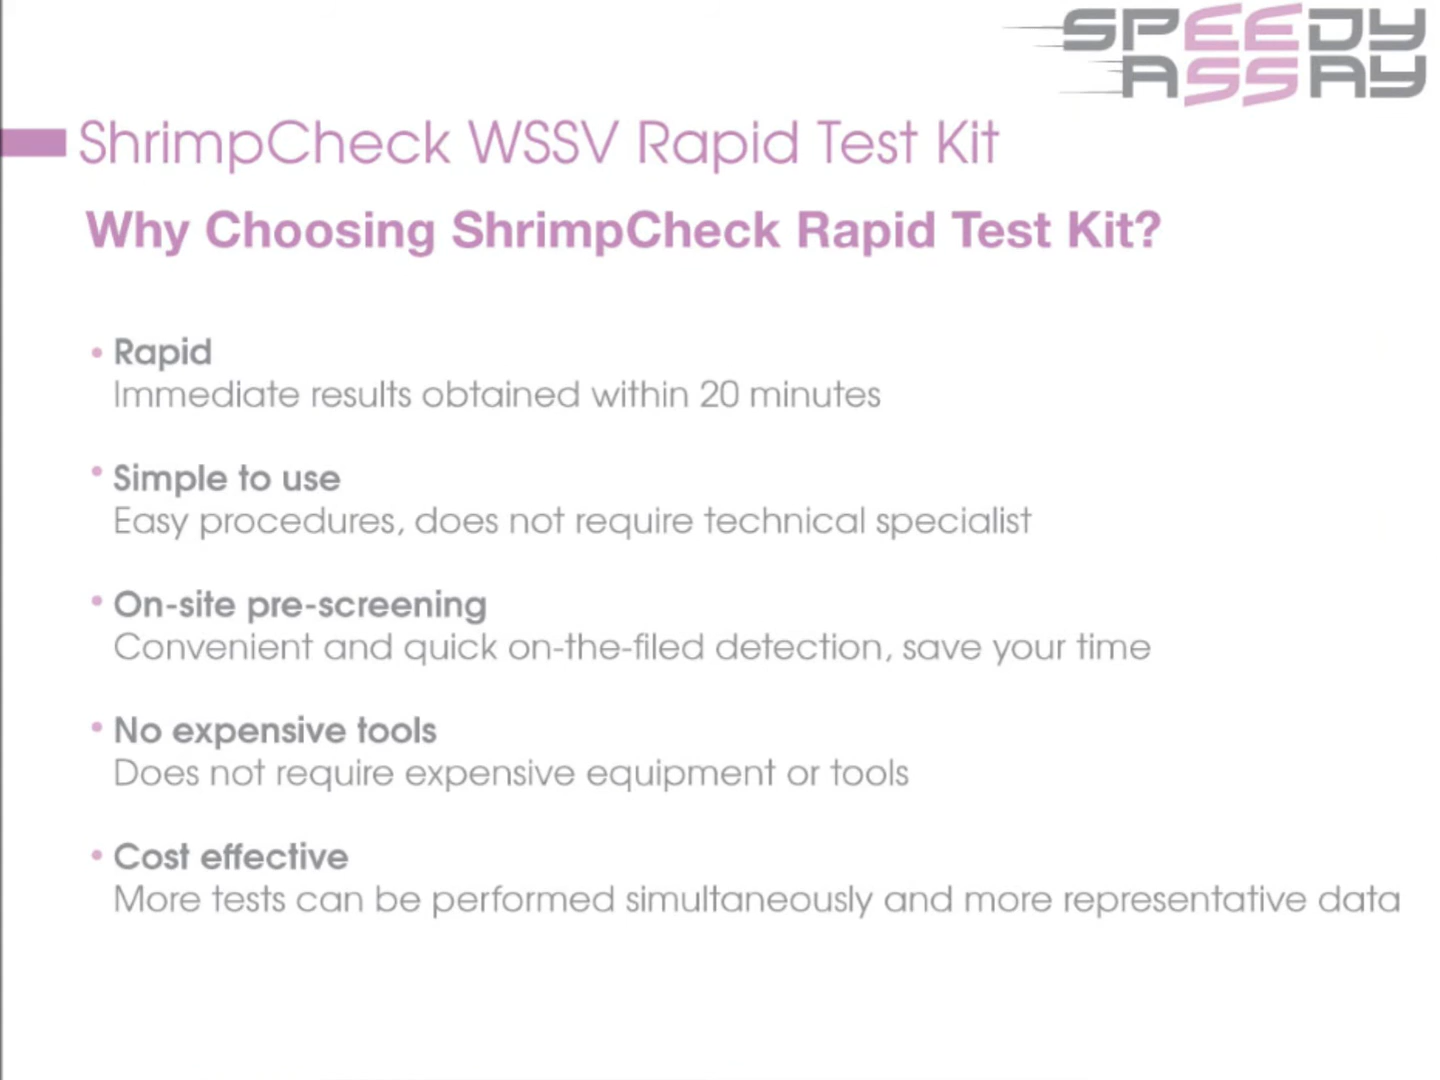 SPEEDY
ASSAY
ShrimpCheck WSSV Rapid Test Kit
Why Choosing ShrimpCheck Rapid Test Kit?
• Rapid
Immediate results obtained within 20 minutes
• Simple to use
Easy procedures, does not require technical specialist
• On-site pre-screening
Convenient and quick on-the-filed detection, save your time
• No expensive tools
Does not require expensive equipment or tools
• Cost effective
More tests can be performed simultaneously and more representative data